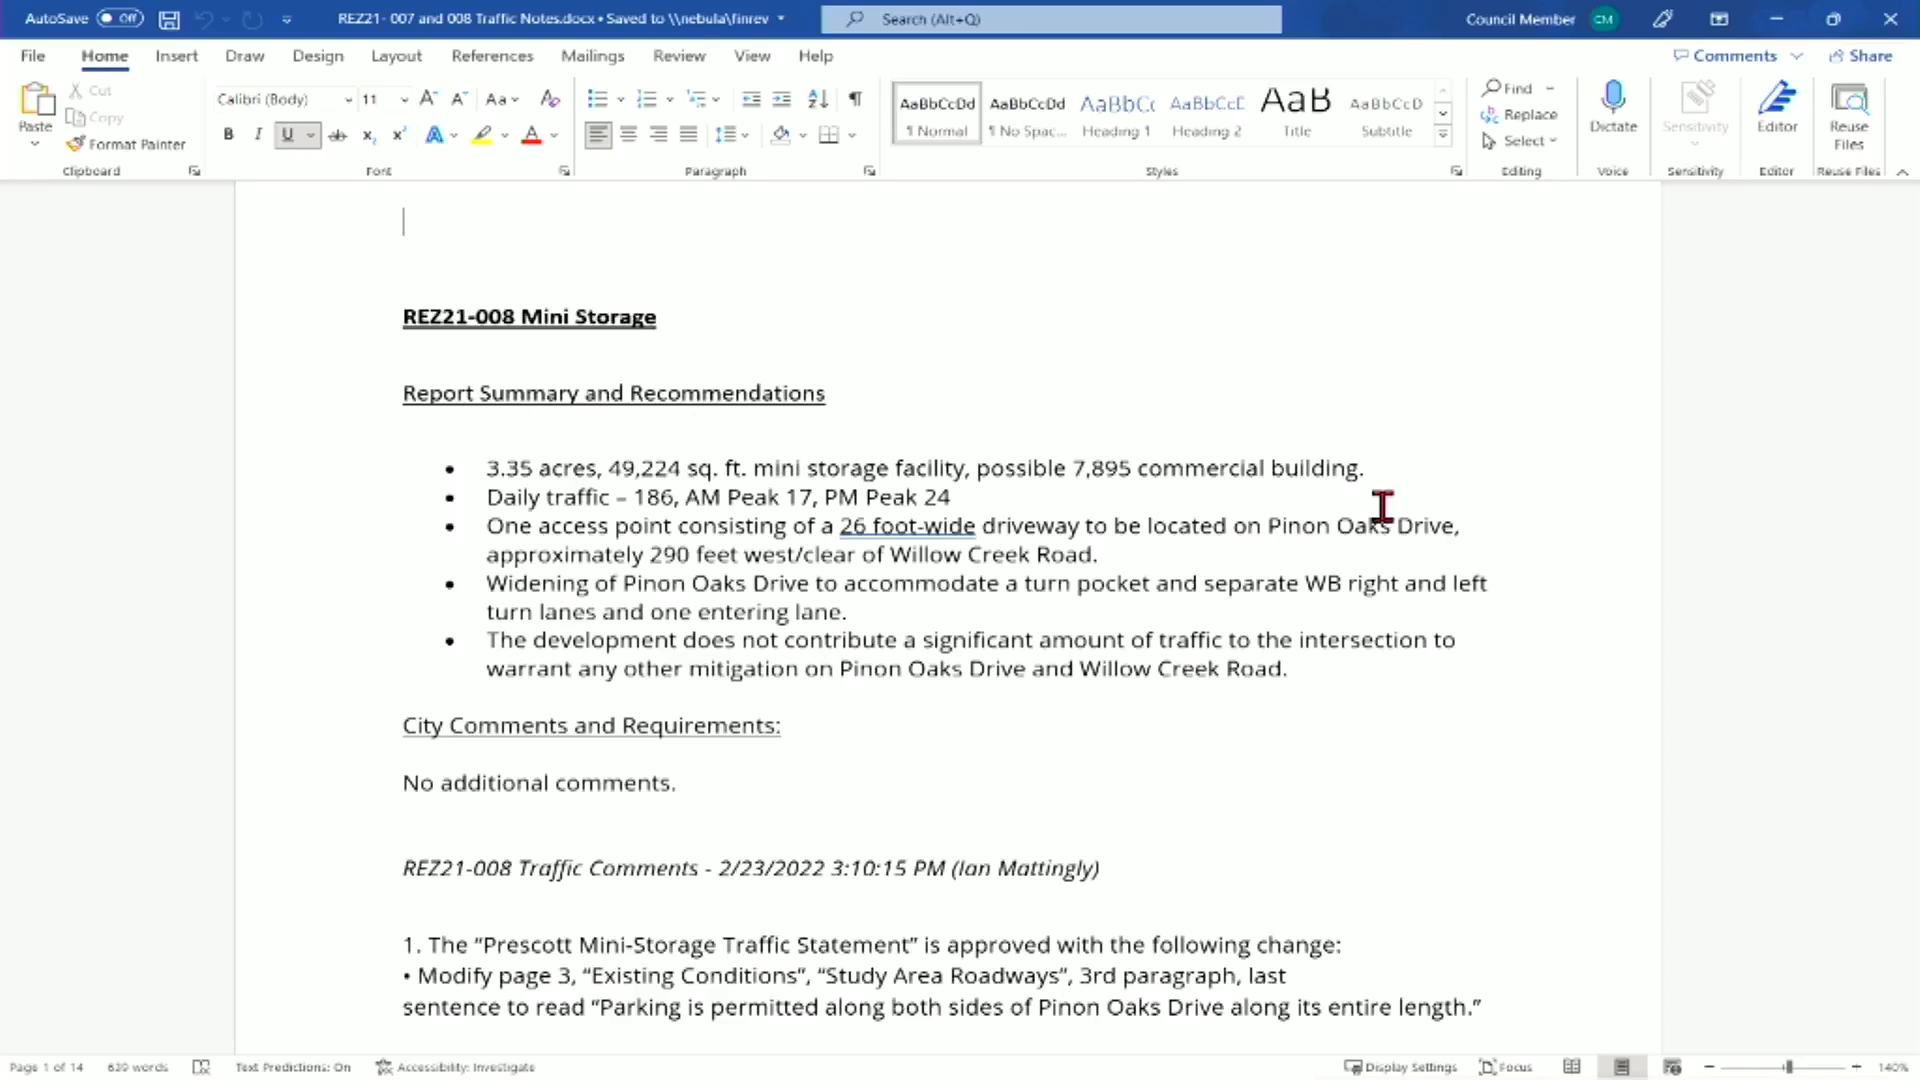 AutoSave Off REZ21- 007 and 008 Traffic Notes.docx • Saved to \\nebula\finrev Search (Alt+Q) Council Member CM
File Home Insert Draw Design Layout References Mailings Review View Help Comments Share
Paste Cut Copy Format Painter Clipboard
Calibri (Body) 11 Font
Paragraph
AaBbCcDd ¶ Normal AaBbCcDd ¶ No Spac... AaBbCc Heading 1 AaBbCcE Heading 2 AaB Title AaBbCcD Subtitle Styles
Find Replace Select Editing
Dictate Voice
Sensitivity Sensitivity
Editor Editor
Reuse Files Reuse Files
REZ21-008 Mini Storage
Report Summary and Recommendations
• 3.35 acres, 49,224 sq. ft. mini storage facility, possible 7,895 commercial building.
• Daily traffic – 186, AM Peak 17, PM Peak 24
• One access point consisting of a 26 foot-wide driveway to be located on Pinon Oaks Drive,
approximately 290 feet west/clear of Willow Creek Road.
• Widening of Pinon Oaks Drive to accommodate a turn pocket and separate WB right and left
turn lanes and one entering lane.
• The development does not contribute a significant amount of traffic to the intersection to
warrant any other mitigation on Pinon Oaks Drive and Willow Creek Road.
City Comments and Requirements:
No additional comments.
REZ21-008 Traffic Comments - 2/23/2022 3:10:15 PM (Ian Mattingly)
1. The “Prescott Mini-Storage Traffic Statement” is approved with the following change:
• Modify page 3, “Existing Conditions”, “Study Area Roadways”, 3rd paragraph, last
sentence to read “Parking is permitted along both sides of Pinon Oaks Drive along its entire length.”
Page 1 of 14 639 words Text Predictions: On Accessibility: Investigate Display Settings Focus 140%